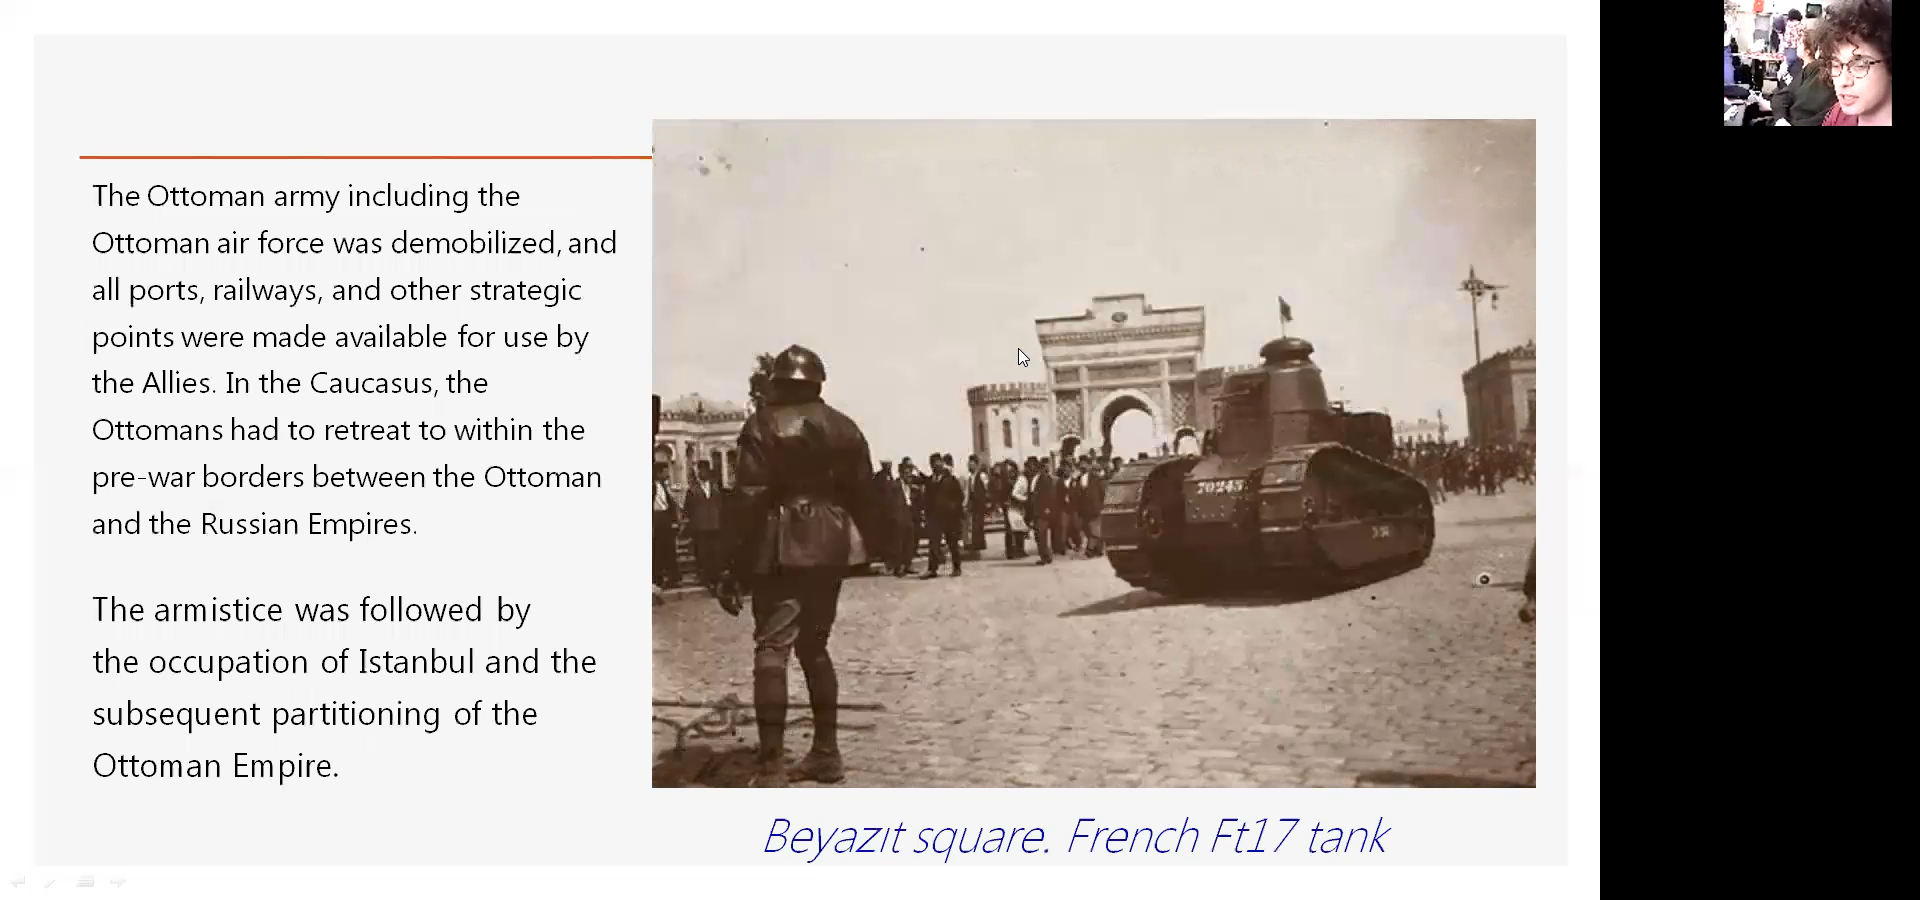 The Ottoman army including the
Ottoman air force was demobilized, and
all ports, railways, and other strategic
points were made available for use by
the Allies. In the Caucasus, the
Ottomans had to retreat to within the
pre-war borders between the Ottoman
and the Russian Empires.
The armistice was followed by
the occupation of Istanbul and the
subsequent partitioning of the
Ottoman Empire.
70245
Beyazıt square. French Ft17 tank